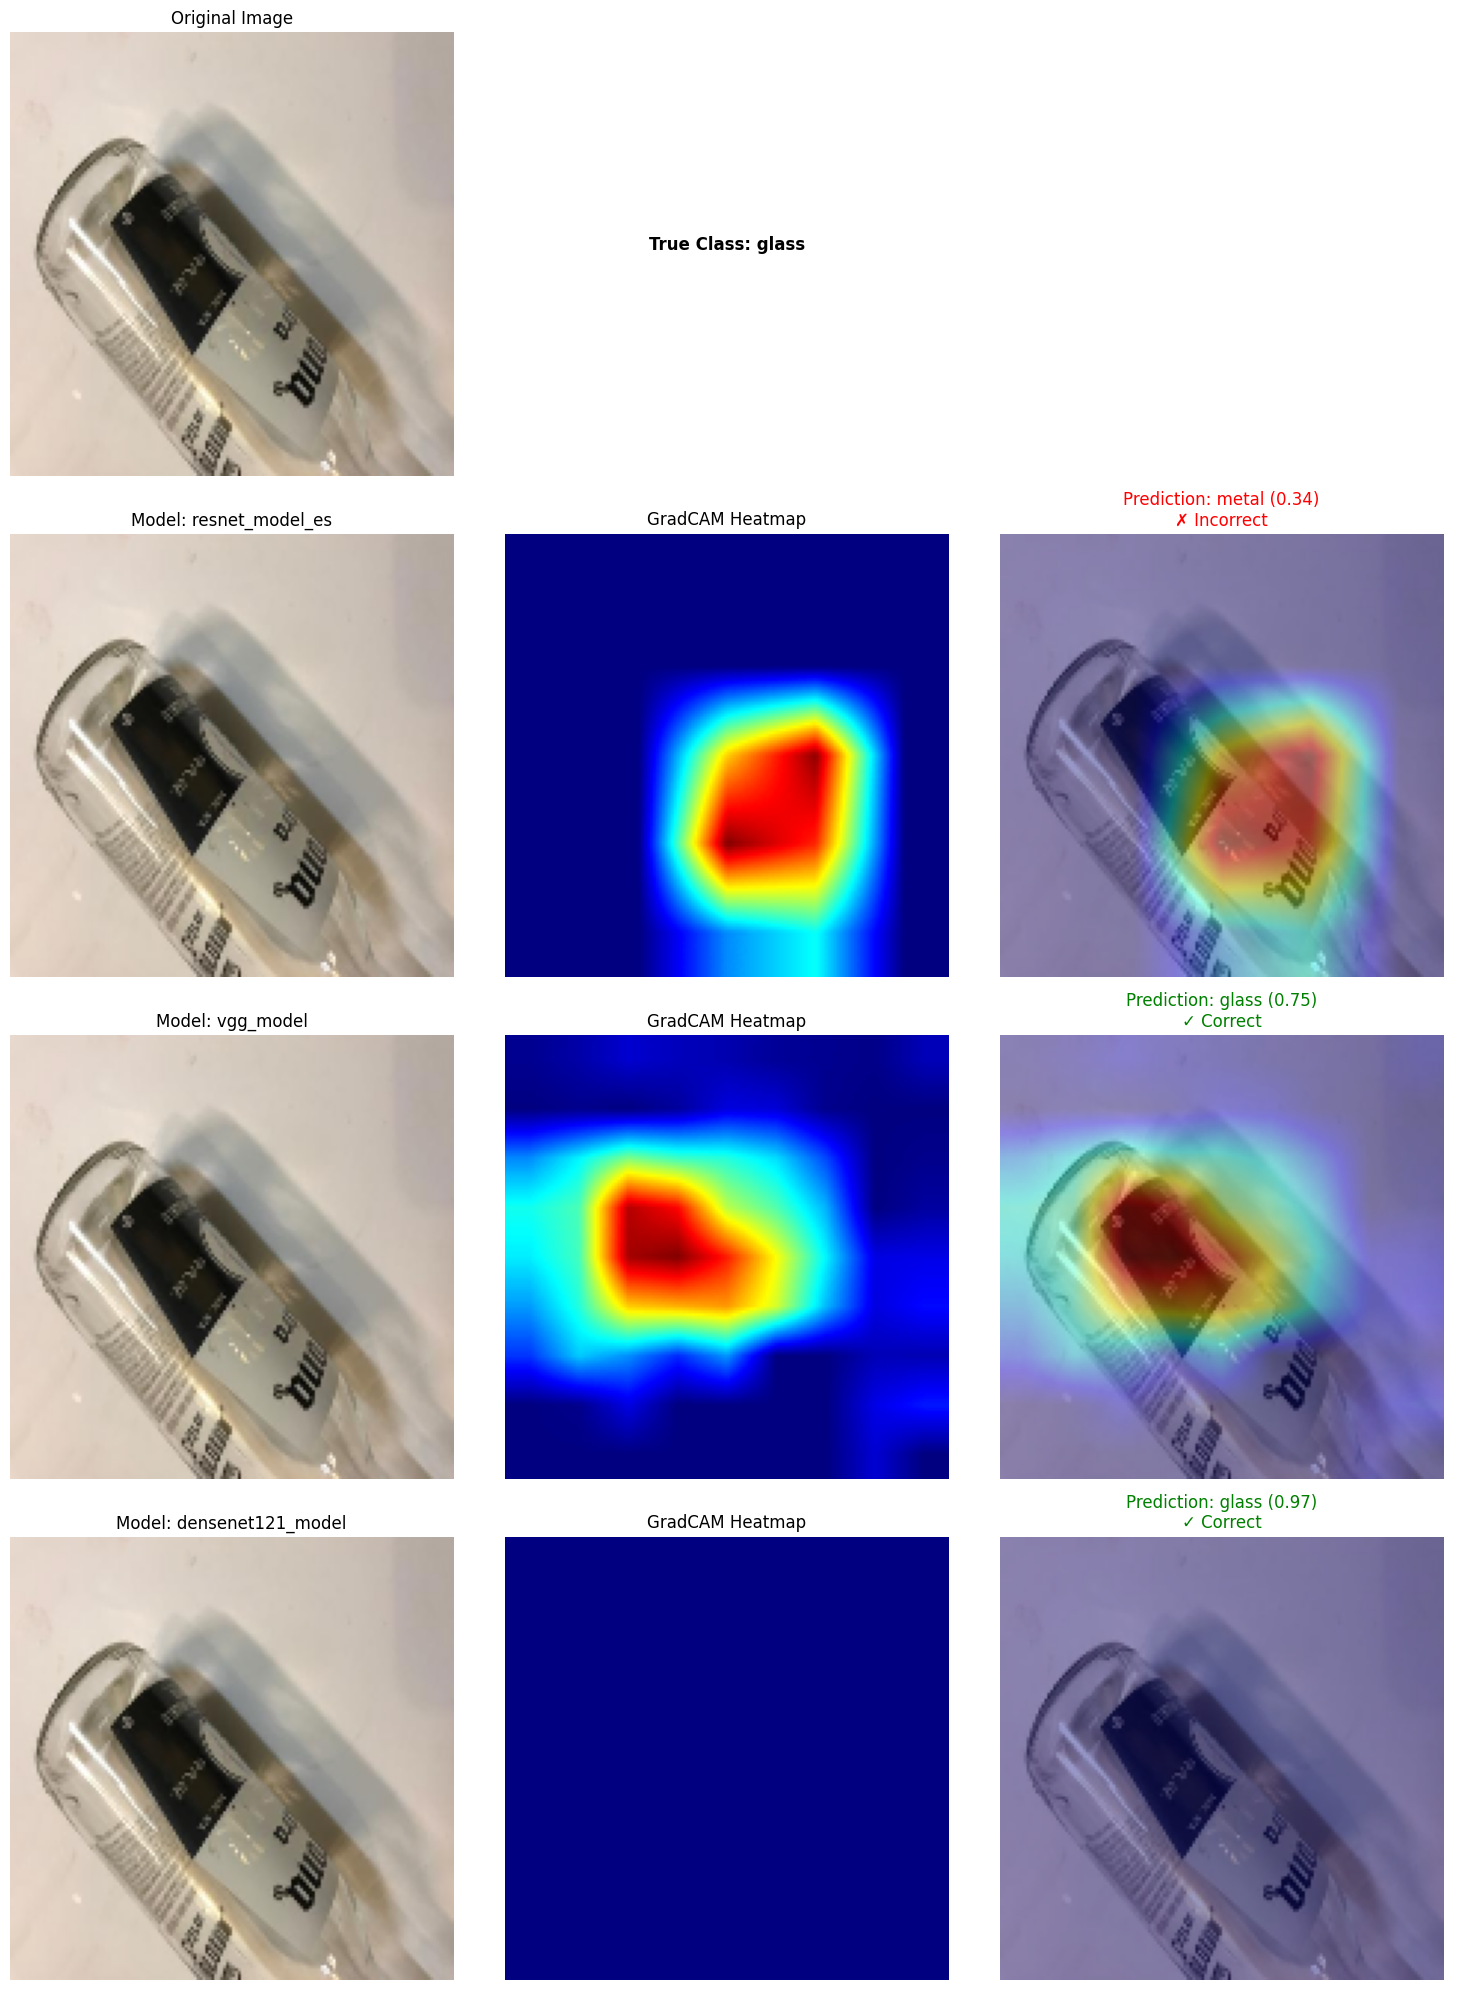 Original Image
True Class: glass
Prediction: metal (0.34)
Model: resnet_model_es
GradCAM Heatmap
✗ Incorrect
Prediction: glass (0.75)
Model: vgg_model
GradCAM Heatmap
✓ Correct
Prediction: glass (0.97)
Model: densenet121_model
GradCAM Heatmap
✓ Correct